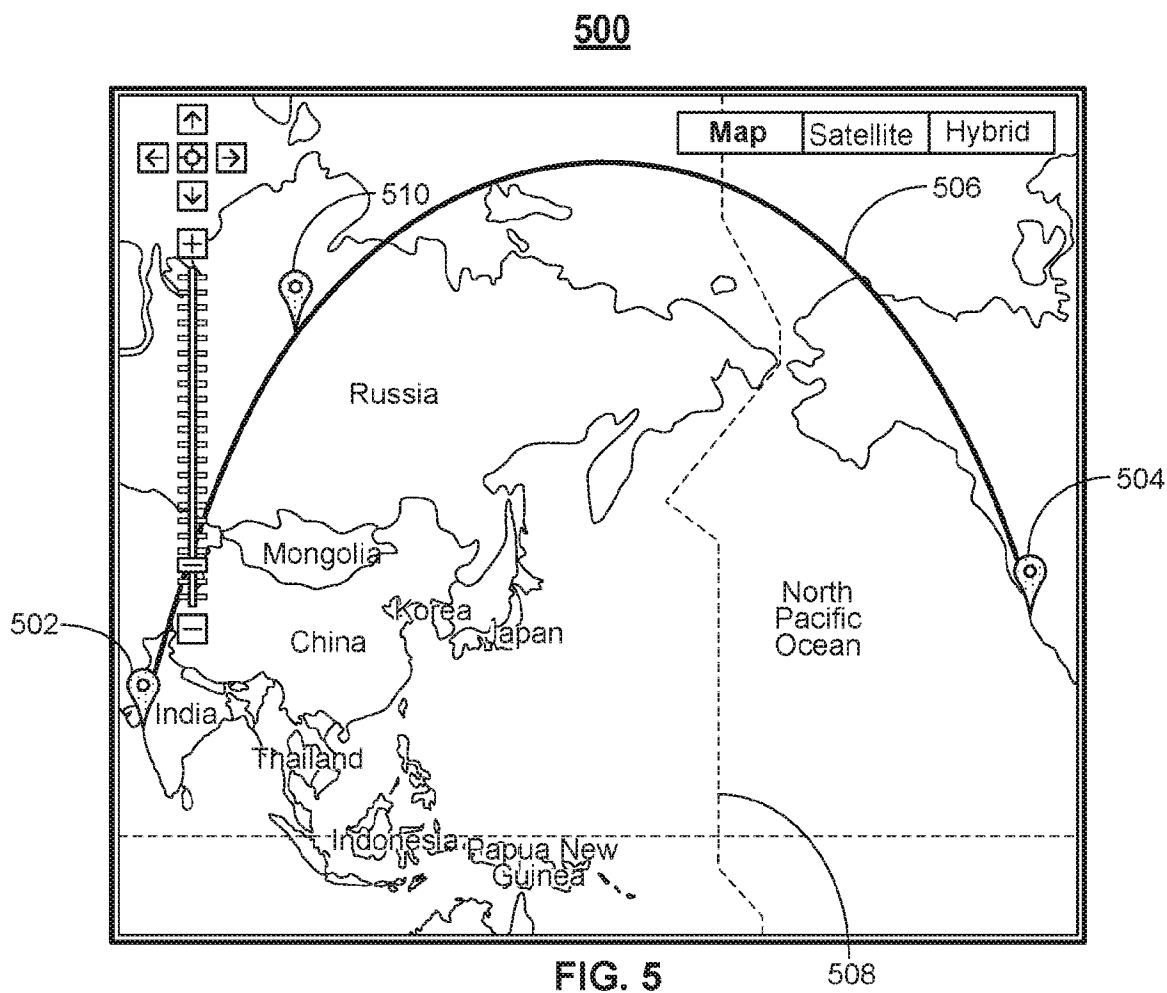 500
Map Satellite Hybrid
510
506
Russia
504
Mongolia
North
Pacific
Ocean
Korea
Japan
502
China
India
Thailand
Indonesia
Papua New
Guinea
508
FIG. 5